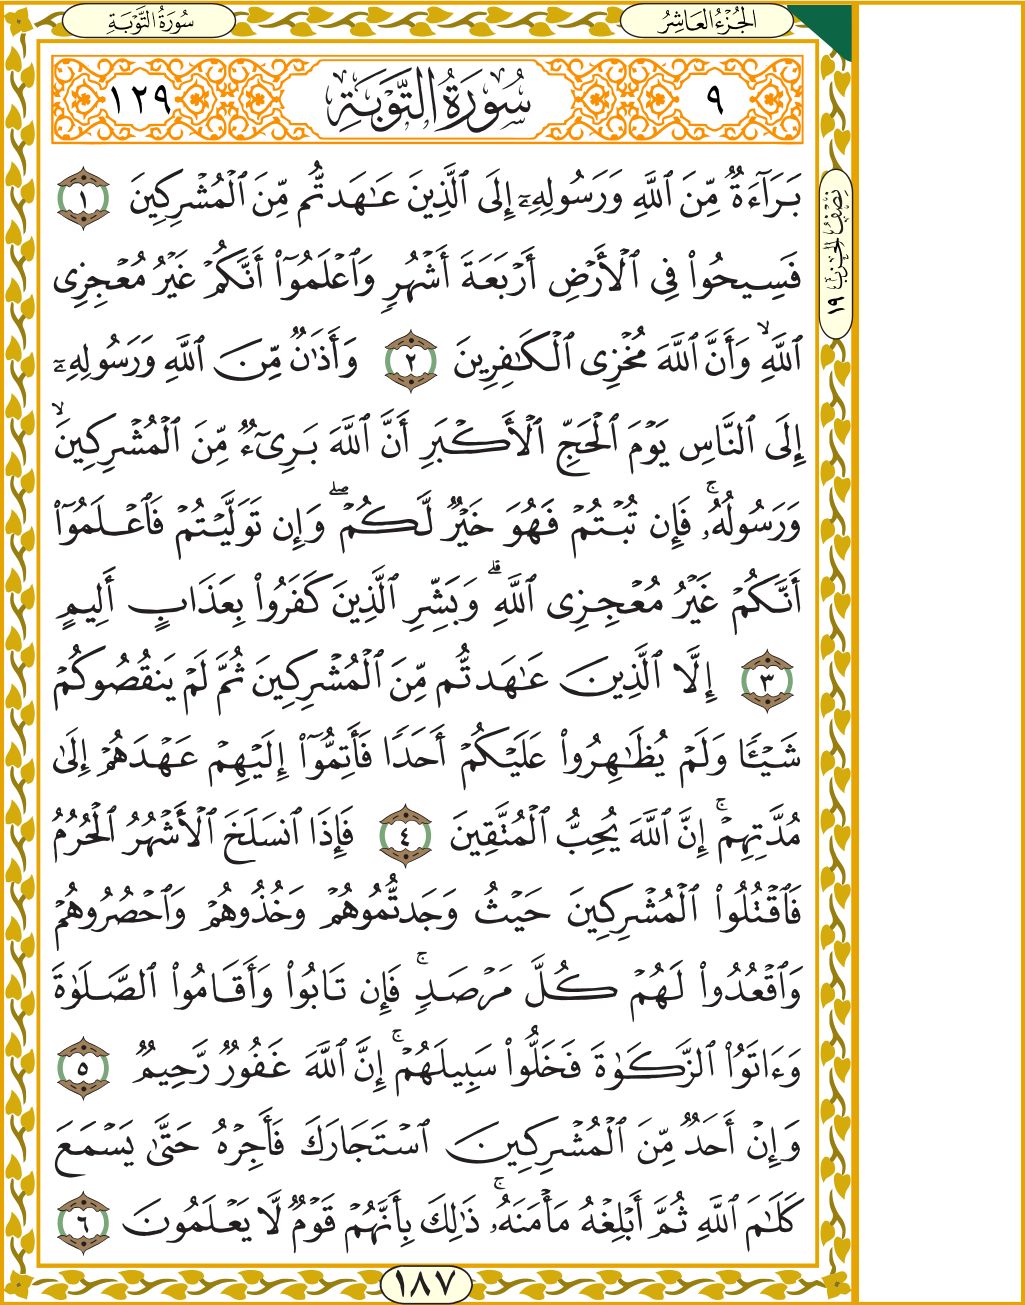 الجُزْءُ العَاشِرُ
سُورَةُ التَّوْبَةِ
٩
سُورَةُ التَّوْبَةِ
١٢٩
بَرَآءَةٌ مِّنَ ٱللَّهِ وَرَسُولِهِۦٓ إِلَى ٱلَّذِينَ عَٰهَدتُّم مِّنَ ٱلْمُشْرِكِينَ ١
فَسِيحُوا۟ فِى ٱلْأَرْضِ أَرْبَعَةَ أَشْهُرٍ وَٱعْلَمُوٓا۟ أَنَّكُمْ غَيْرُ مُعْجِزِى
ٱللَّهِ ۙ وَأَنَّ ٱللَّهَ مُخْزِى ٱلْكَٰفِرِينَ ٢ وَأَذَٰنٌ مِّنَ ٱللَّهِ وَرَسُولِهِۦٓ
إِلَى ٱلنَّاسِ يَوْمَ ٱلْحَجِّ ٱلْأَكْبَرِ أَنَّ ٱللَّهَ بَرِىٓءٌ مِّنَ ٱلْمُشْرِكِينَ ۙ
وَرَسُولُهُۥ ۚ فَإِن تُبْتُمْ فَهُوَ خَيْرٌ لَّكُمْ ۖ وَإِن تَوَلَّيْتُمْ فَٱعْلَمُوٓا۟
أَنَّكُمْ غَيْرُ مُعْجِزِى ٱللَّهِ ۗ وَبَشِّرِ ٱلَّذِينَ كَفَرُوا۟ بِعَذَابٍ أَلِيمٍ
٣ إِلَّا ٱلَّذِينَ عَٰهَدتُّم مِّنَ ٱلْمُشْرِكِينَ ثُمَّ لَمْ يَنقُصُوكُمْ
شَيْـًٔا وَلَمْ يُظَٰهِرُوا۟ عَلَيْكُمْ أَحَدًا فَأَتِمُّوٓا۟ إِلَيْهِمْ عَهْدَهُمْ إِلَىٰ
مُدَّتِهِمْ ۚ إِنَّ ٱللَّهَ يُحِبُّ ٱلْمُتَّقِينَ ٤ فَإِذَا ٱنسَلَخَ ٱلْأَشْهُرُ ٱلْحُرُمُ
فَٱقْتُلُوا۟ ٱلْمُشْرِكِينَ حَيْثُ وَجَدتُّمُوهُمْ وَخُذُوهُمْ وَٱحْصُرُوهُمْ
وَٱقْعُدُوا۟ لَهُمْ كُلَّ مَرْصَدٍ ۚ فَإِن تَابُوا۟ وَأَقَامُوا۟ ٱلصَّلَوٰةَ
وَءَاتَوُا۟ ٱلزَّكَوٰةَ فَخَلُّوا۟ سَبِيلَهُمْ ۚ إِنَّ ٱللَّهَ غَفُورٌ رَّحِيمٌ ٥
وَإِنْ أَحَدٌ مِّنَ ٱلْمُشْرِكِينَ ٱسْتَجَارَكَ فَأَجِرْهُ حَتَّىٰ يَسْمَعَ
كَلَٰمَ ٱللَّهِ ثُمَّ أَبْلِغْهُ مَأْمَنَهُۥ ۚ ذَٰلِكَ بِأَنَّهُمْ قَوْمٌ لَّا يَعْلَمُونَ ٦
نِصْفُ الحِزْبِ ١٩
١٨٧